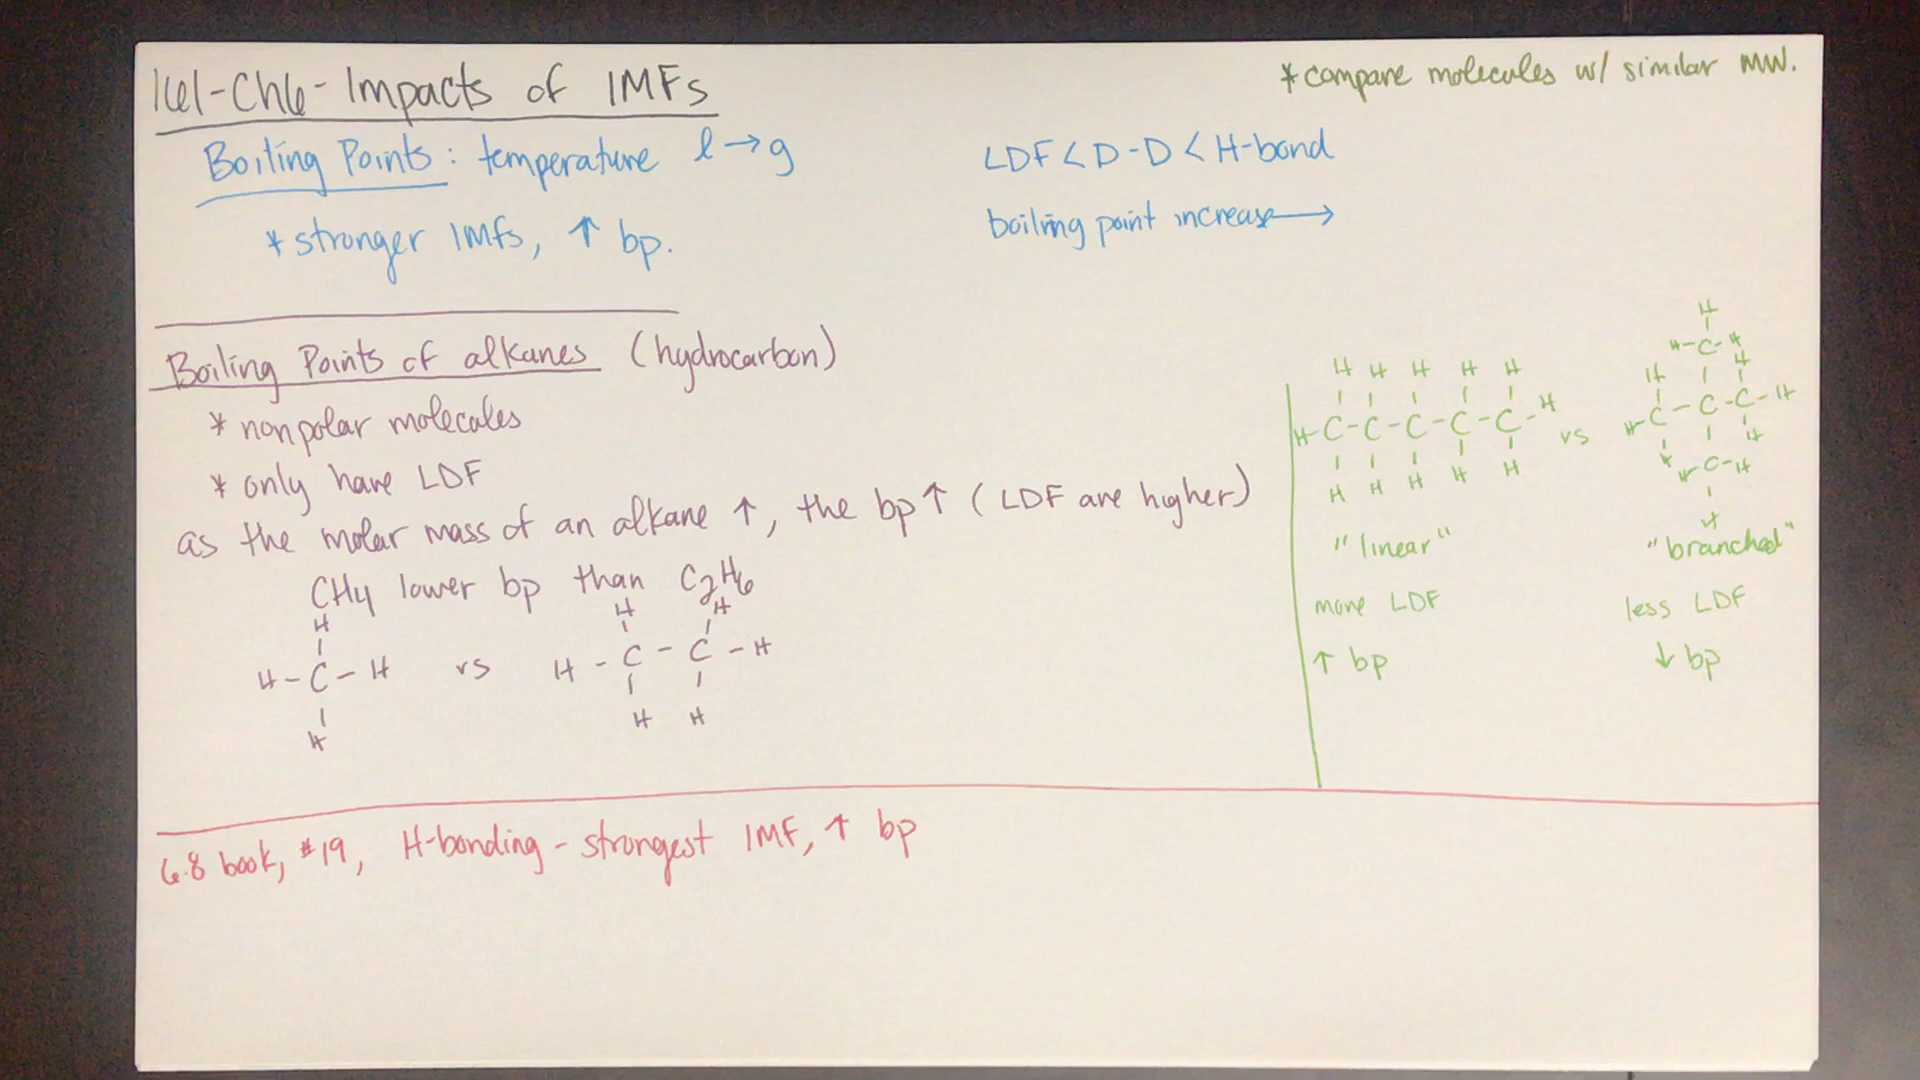 161-Ch6-Impacts of IMFs
* compare molecules w/ similar MW.
Boiling Points: temperature l→g
* stronger IMFs, ↑ bp.
LDF < D-D < H-bond
boiling point increase→
Boiling Points of alkanes (hydrocarbon)
* nonpolar molecules
* only have LDF
as the molar mass of an alkane ↑, the bp↑ (LDF are higher)
CH4 lower bp than C2H6
H
H-C-H
H
vs
H H
H-C-C-H
H H
H H H H H
H-C-C-C-C-C-H
H H H H H
"linear"
more LDF
↑ bp
vs
H
H-C-H
H H
H-C-C-C-H
H H
H-C-H
H
"branched"
less LDF
↓ bp
6.8 book, #19, H-bonding - strongest IMF, ↑ bp